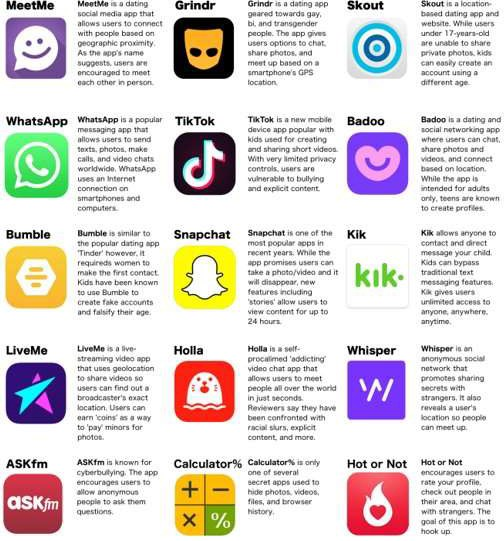 MeetMe
MeetMe is a dating
social media app that
allows users to connect
with people based on
geographic proximity.
As the app's name
suggests, users are
encouraged to meet
each other in person.
Grindr
Grindr is a dating
app geared towards gay,
bi, and transgender
people. The app gives
users options to chat,
share photos, and
meet up based on a
smartphone's GPS
location.
Skout
Skout is a location-
based dating app and
website. While users
under 17-years-old
are unable to share
private photos, kids
can easily create an
account using a
different age.
WhatsApp
WhatsApp is a popular
messaging app that
allows users to send
texts, photos, make
calls, and video chats
worldwide. WhatsApp
uses an Internet
connection on
smartphones and
computers.
TikTok
TikTok is a new mobile
device app popular with
kids used for creating
and sharing short videos.
With very limited privacy
controls, users are
vulnerable to bullying
and explicit content.
Badoo
Badoo is a dating and
social networking app
where users can chat,
share photos and
videos, and connect
based on location.
While the app is
intended for adults
only, teens are known
to create profiles.
Bumble
Bumble is similar to
the popular dating app
'Tinder' however, it
requireds women to
make the first contact.
Kids have been known
to use Bumble to
create fake accounts
and falsify their age.
Snapchat
Snapchat is one of the
most popular apps in
recent years. While the
app promises users can
take a photo/video and it
will disappear, new
features including
'stories' allow users to
view content for up to
24 hours.
Kik
kik.
Kik allows anyone to
contact and direct
message your child.
Kids can bypass
traditional text
messaging features.
Kik gives users
unlimited access to
anyone, anywhere,
anytime.
LiveMe
LiveMe is a live-
streaming video app
that uses geolocation
to share videos so
users can find out a
broadcaster's exact
location. Users can
earn 'coins' as a way
to 'pay' minors for
photos.
Holla
Holla is a self-
procalimed 'addicting'
video chat app that
allows users to meet
people all over the world
in just seconds.
Reviewers say they have
been confronted with
racial slurs, explicit
content, and more.
Whisper
Whisper is an
anonymous social
network that
promotes sharing
secrets with
strangers. It also
reveals a user's
location so people
can meet up.
ASKfm
ASKfm
ASKfm is known for
cyberbullying. The app
encourages users to
allow anonymous
people to ask them
questions.
Calculator%
+ −
× %
Calculator% is only
one of several
secret apps used to
hide photos, videos,
files, and browser
history.
Hot or Not
Hot or Not
encourages users to
rate your profile,
check out people in
their area, and chat
with strangers. The
goal of this app is to
hook up.